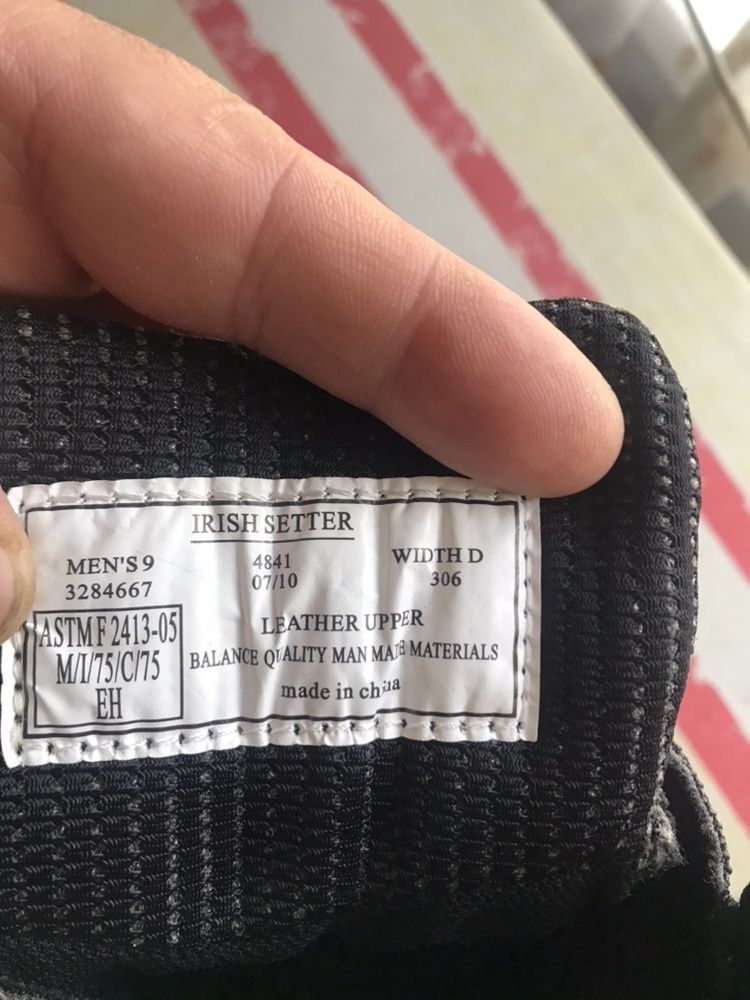 IRISH SETTER
MEN'S 9 4841 WIDTH D
3284667 07/10 306
ASTM F 2413-05
M/I/75/C/75
EH
LEATHER UPPER
BALANCE QUALITY MAN MADE MATERIALS
made in china